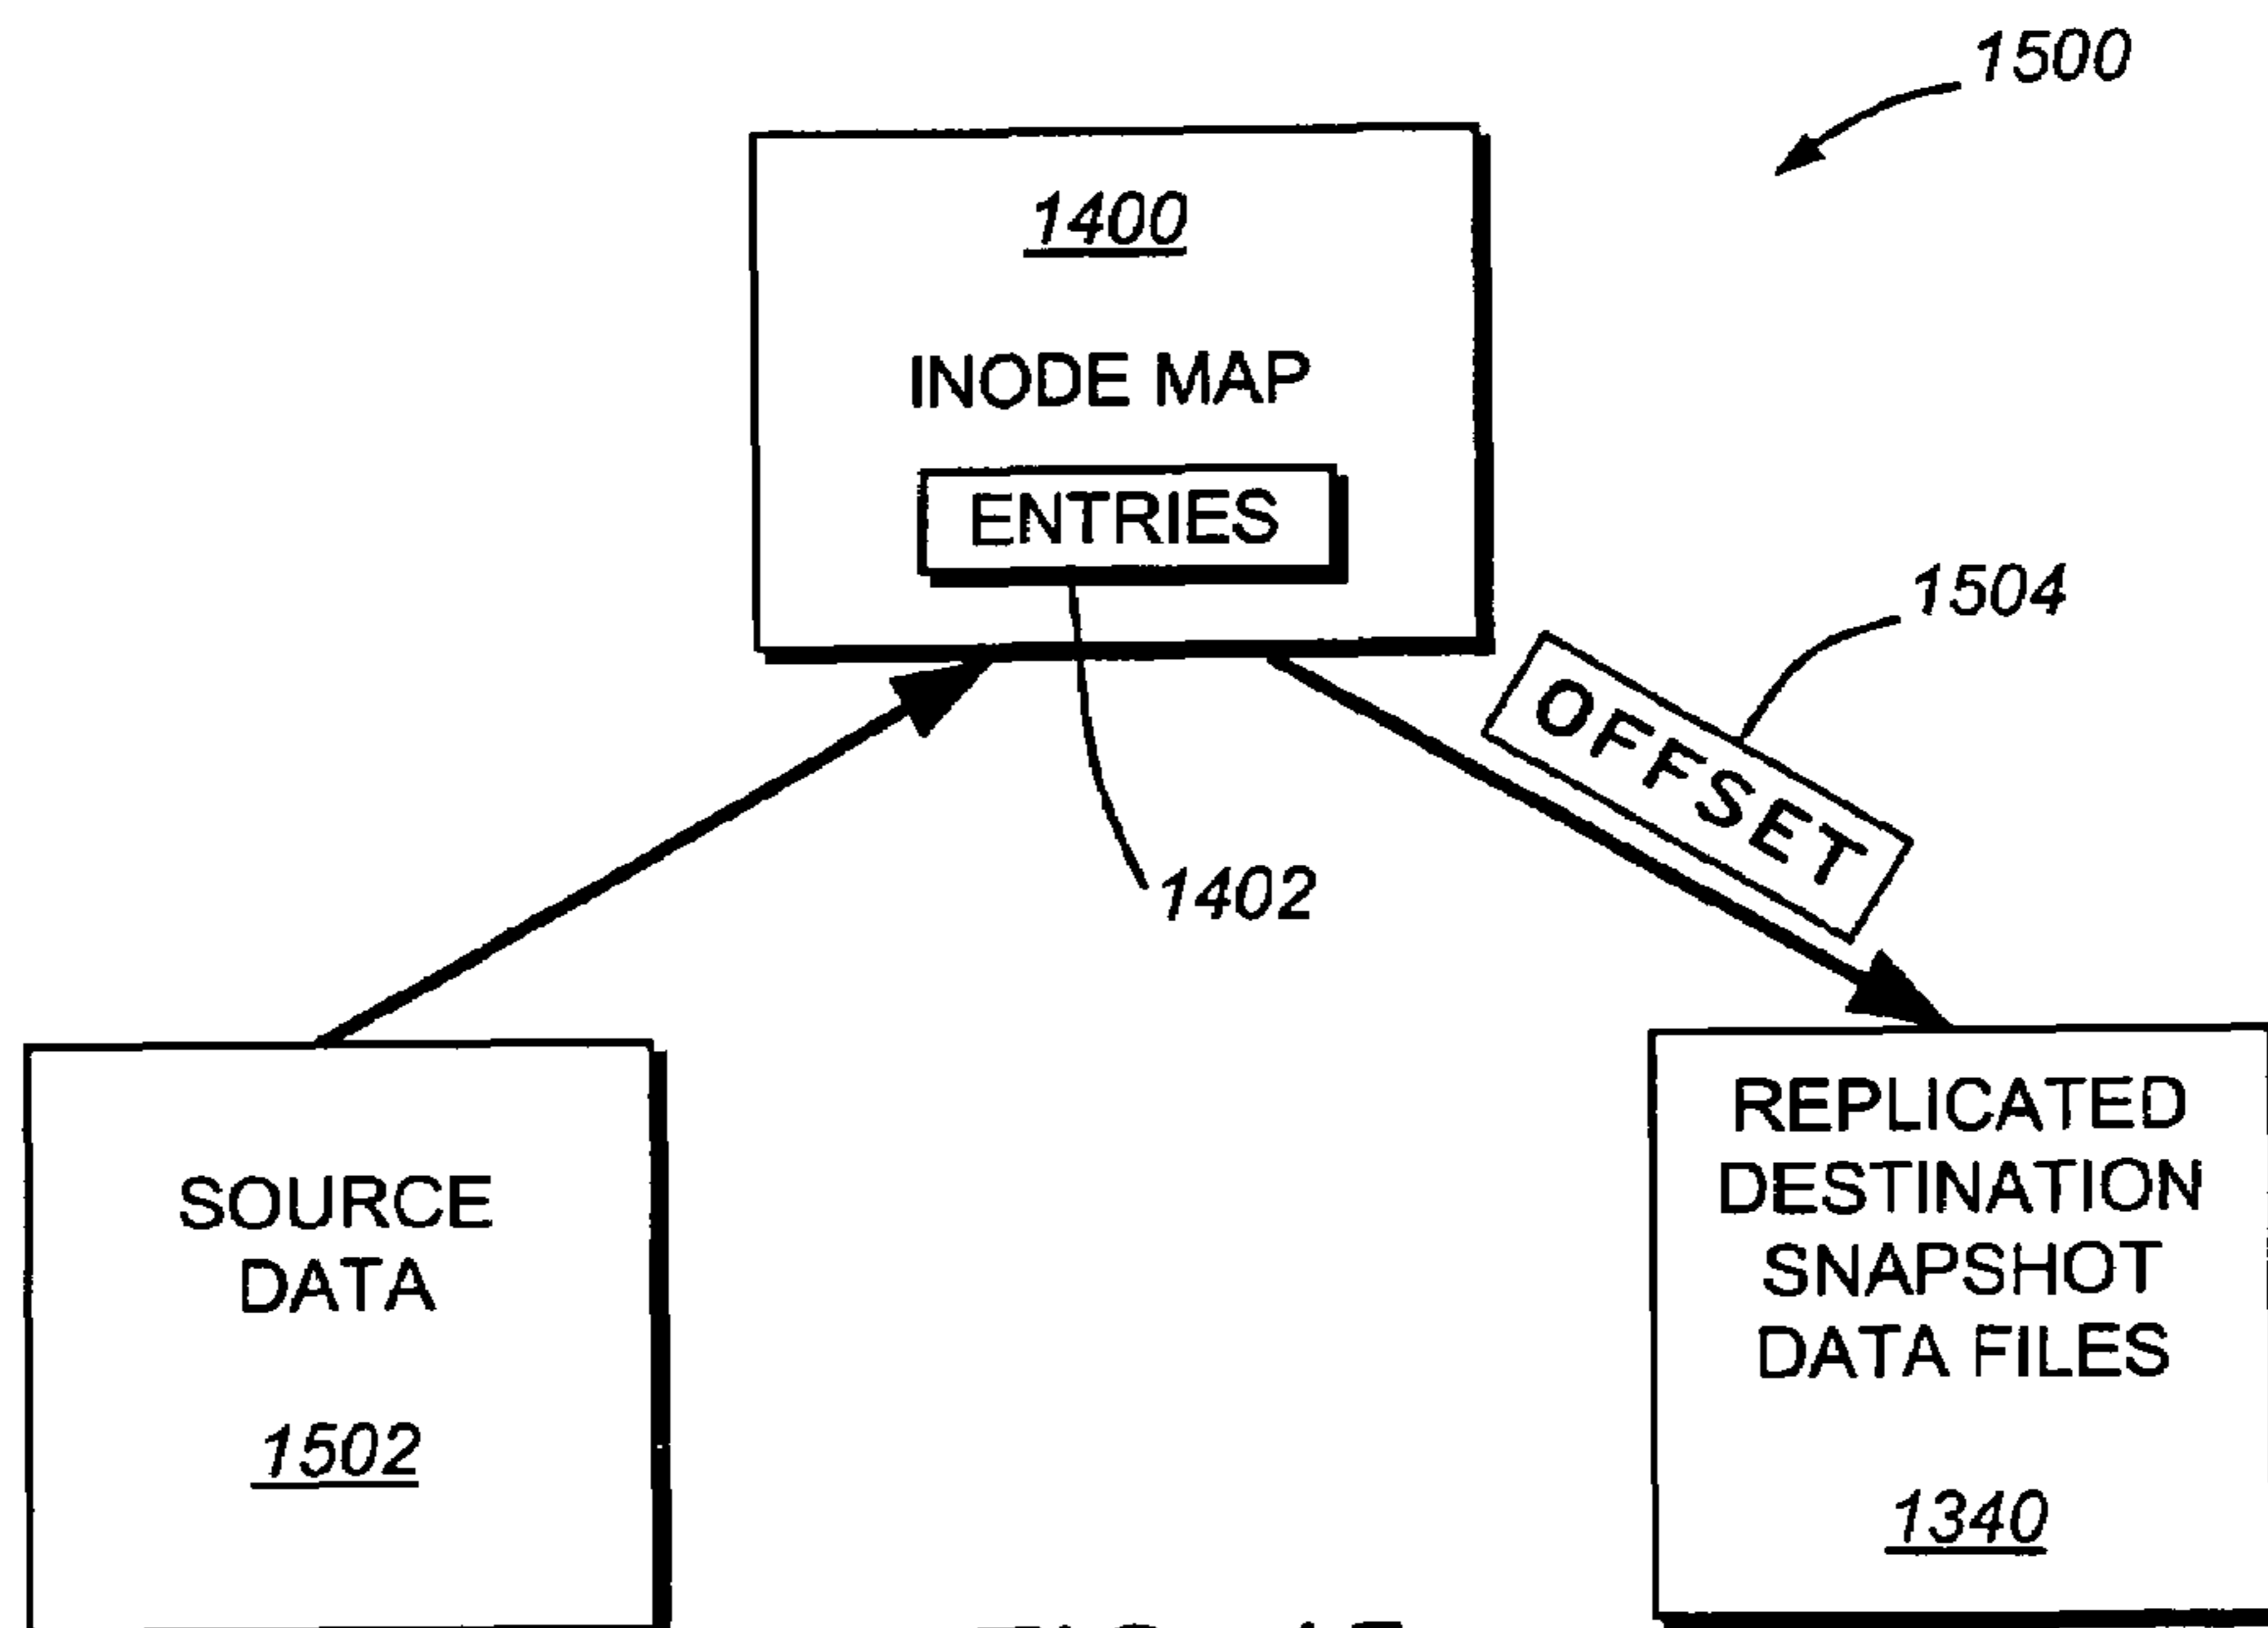 1500
1400
INODE MAP
ENTRIES
1504
OFFSET
1402
SOURCE
DATA
1502
REPLICATED
DESTINATION
SNAPSHOT
DATA FILES
1340